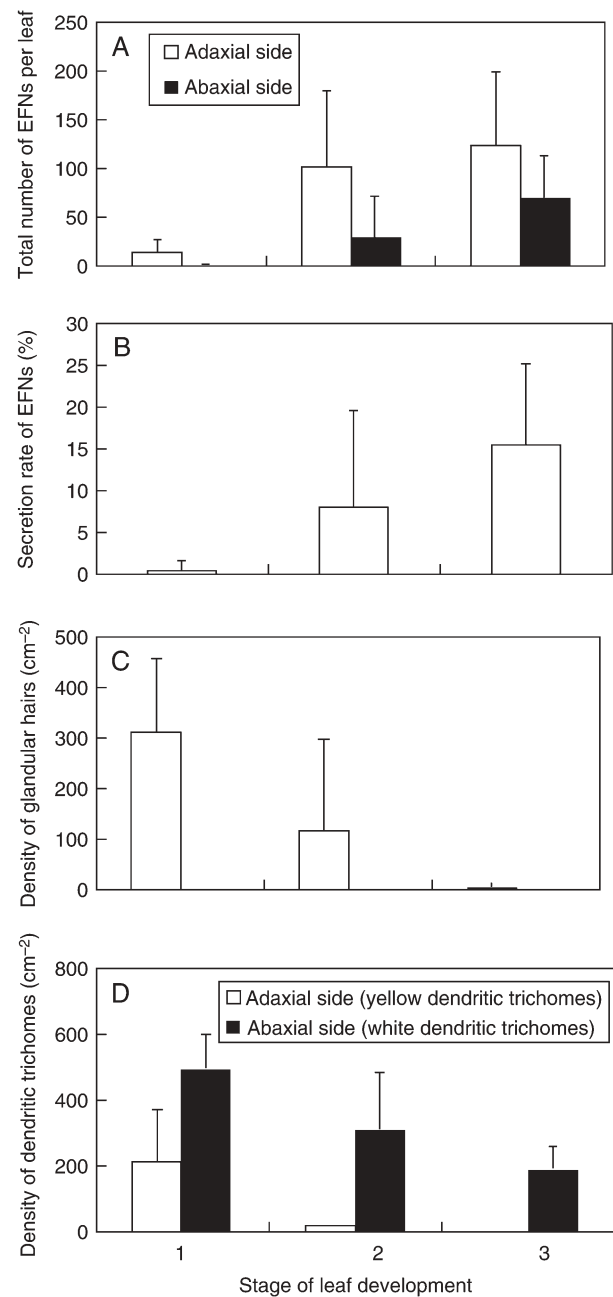 Total number of EFNs per leaf
250
200
150
100
50
0
A
Adaxial side
Abaxial side
Secretion rate of EFNs (%)
30
25
20
15
10
5
0
B
Density of glandular hairs (cm⁻²)
500
400
300
200
100
0
C
Density of dendritic trichomes (cm⁻²)
800
600
400
200
0
D
Adaxial side (yellow dendritic trichomes)
Abaxial side (white dendritic trichomes)
1 2 3
Stage of leaf development